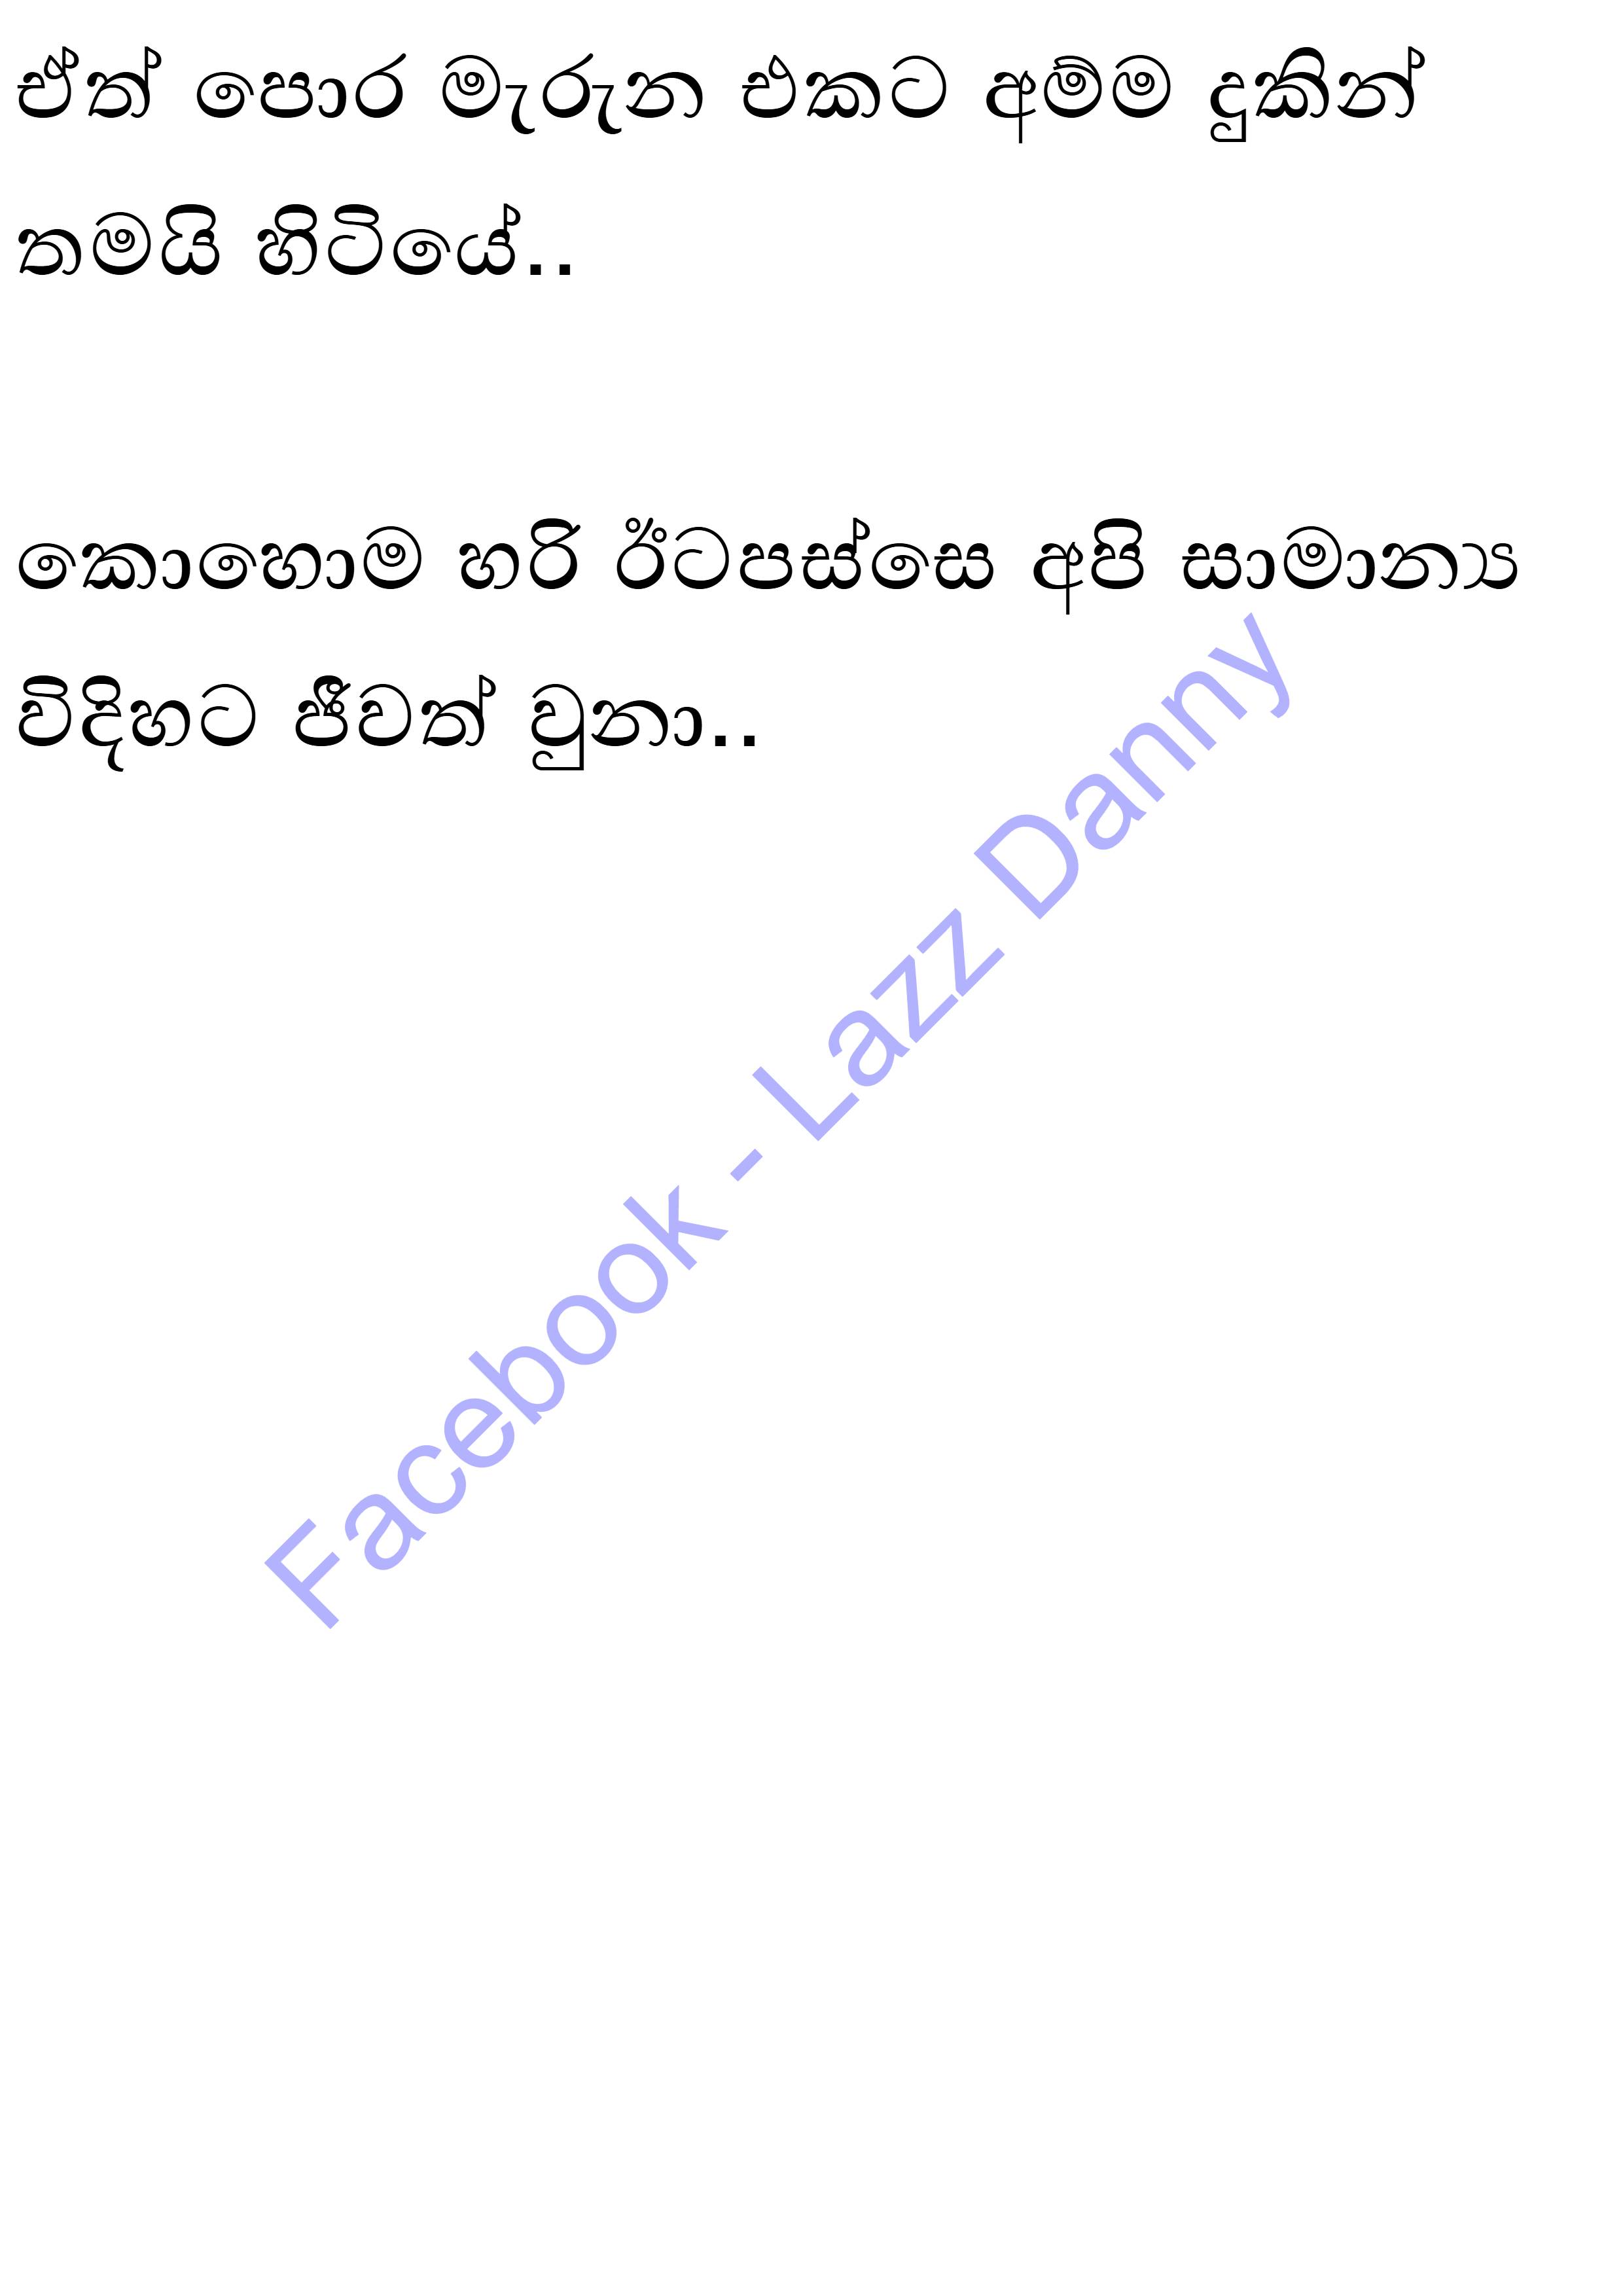 ඒත් පොර මැරුන එකට අම්ම දුකින්
තමයි හිටියේ..
කොහොම හරි ඊටපස්සෙ අපි සාමාන්‍ය
විදිහට ජීවත් වුනා..
Facebook - Lazz Danny